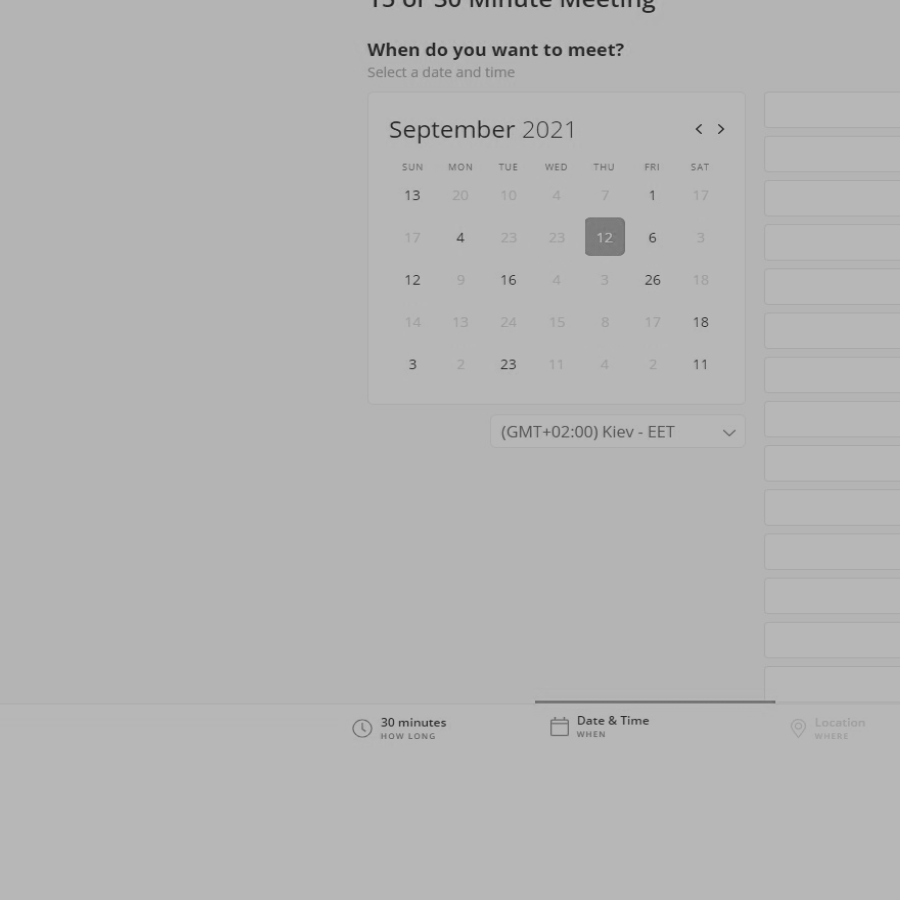 15 or 30 Minute Meeting
When do you want to meet?
Select a date and time
September 2021
SUN MON TUE WED THU FRI SAT
13 20 10 4 7 1 17
17 4 23 23 12 6 3
12 9 16 4 3 26 18
14 13 24 15 8 17 18
3 2 23 11 4 2 11
(GMT+02:00) Kiev - EET
30 minutes
HOW LONG
Date & Time
WHEN
Location
WHERE